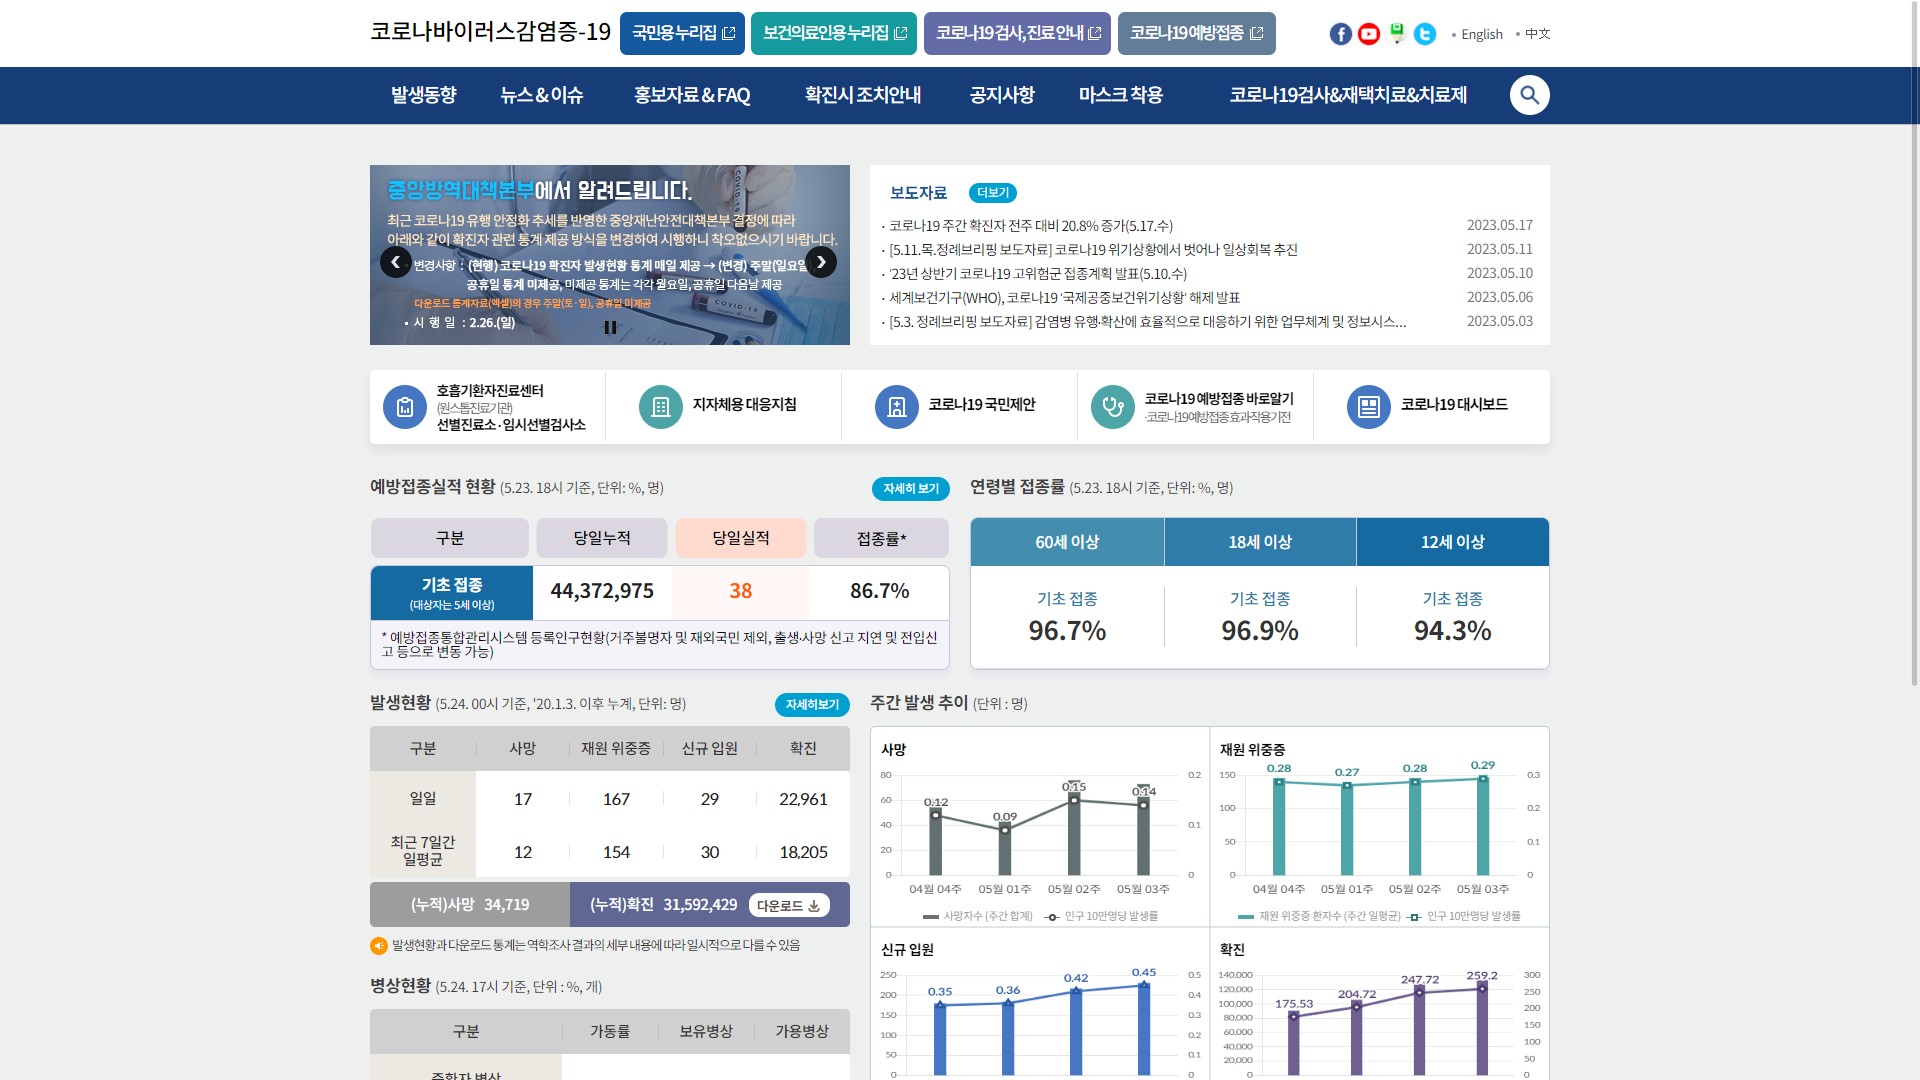 코로나바이러스감염증-19
국민용 누리집
보건의료인용 누리집
코로나19 검사, 진료 안내
코로나19 예방접종
English
中文
발생동향
뉴스 & 이슈
홍보자료 & FAQ
확진시 조치안내
공지사항
마스크 착용
코로나19검사&재택치료&치료제
중앙방역대책본부에서 알려드립니다.
최근 코로나19 유행 안정화 추세를 반영한 중앙재난안전대책본부 결정에 따라
아래와 같이 확진자 관련 통계 제공 방식을 변경하여 시행하니 착오없으시기 바랍니다.
변경사항 : (현행) 코로나19 확진자 발생현황 통계 매일 제공 → (변경) 주말(일요일),
공휴일 통계 미제공, 미제공 통계는 각각 월요일, 공휴일 다음날 제공
다운로드 통계자료(엑셀)의 경우 주말(토·일), 공휴일 미제공
• 시 행 일 : 2.26.(일)
COVID-19
COVID-19
보도자료
더보기
· 코로나19 주간 확진자 전주 대비 20.8% 증가(5.17.수) 2023.05.17
· [5.11.목.정례브리핑 보도자료] 코로나19 위기상황에서 벗어나 일상회복 추진 2023.05.11
· '23년 상반기 코로나19 고위험군 접종계획 발표(5.10.수) 2023.05.10
· 세계보건기구(WHO), 코로나19 '국제공중보건위기상황' 해제 발표 2023.05.06
· [5.3. 정례브리핑 보도자료] 감염병 유행·확산에 효율적으로 대응하기 위한 업무체계 및 정보시스... 2023.05.03
호흡기환자진료센터
(원스톱진료기관)
선별진료소·임시선별검사소
지자체용 대응지침
코로나19 국민제안
코로나19 예방접종 바로알기
·코로나19예방접종 효과작용기전
코로나19 대시보드
예방접종실적 현황 (5.23. 18시 기준, 단위: %, 명)
자세히 보기
구분 당일누적 당일실적 접종률*
기초 접종
(대상자는 5세 이상)
44,372,975 38 86.7%
* 예방접종통합관리시스템 등록인구현황(거주불명자 및 재외국민 제외, 출생·사망 신고 지연 및 전입신
고 등으로 변동 가능)
연령별 접종률 (5.23. 18시 기준, 단위: %, 명)
60세 이상 18세 이상 12세 이상
기초 접종 기초 접종 기초 접종
96.7% 96.9% 94.3%
발생현황 (5.24. 00시 기준, '20.1.3. 이후 누계, 단위: 명)
자세히보기
구분 사망 재원 위중증 신규 입원 확진
일일 17 167 29 22,961
최근 7일간
일평균
12 154 30 18,205
(누적)사망 34,719
(누적)확진 31,592,429
다운로드
발생현황과 다운로드 통계는 역학조사 결과의 세부 내용에 따라 일시적으로 다를 수 있음
병상현황 (5.24. 17시 기준, 단위 : %, 개)
구분 가동률 보유병상 가용병상
중환자 병상
주간 발생 추이 (단위 : 명)
사망
80 0.2
60
40 0.1
20
0 0
0.12 0.09 0.15 0.14
04월 04주 05월 01주 05월 02주 05월 03주
사망자수 (주간 합계) 인구 10만명당 발생률
재원 위중증
150 0.3
100 0.2
50 0.1
0 0
0.28 0.27 0.28 0.29
04월 04주 05월 01주 05월 02주 05월 03주
재원 위중증 환자수 (주간 일평균) 인구 10만명당 발생률
신규 입원
250 0.5
200 0.4
150 0.3
100 0.2
50 0.1
0 0
0.35 0.36 0.42 0.45
확진
140,000 300
120,000 250
100,000 200
80,000 150
60,000 100
40,000 50
20,000 0
0
175.53 204.72 247.72 259.2